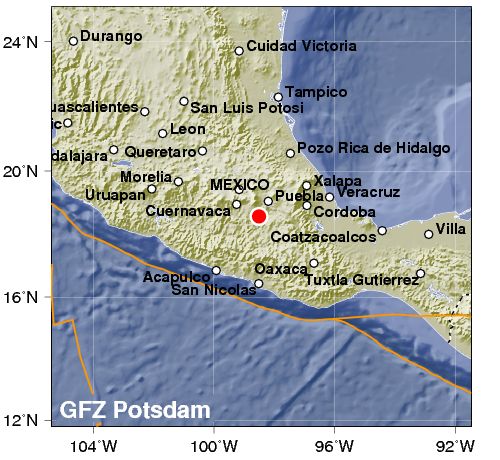 24°N
Durango
Cuidad Victoria
Tampico
uascalientes
San Luis Potosi
ic
Leon
dalajara
Queretaro
Pozo Rica de Hidalgo
20°N
Morelia
MEXICO
Xalapa
Uruapan
Puebla
Veracruz
Cuernavaca
Cordoba
Coatzacoalcos
Villa
Acapulco
Oaxaca
Tuxtla Gutierrez
San Nicolas
16°N
GFZ Potsdam
12°N
104°W
100°W
96°W
92°W